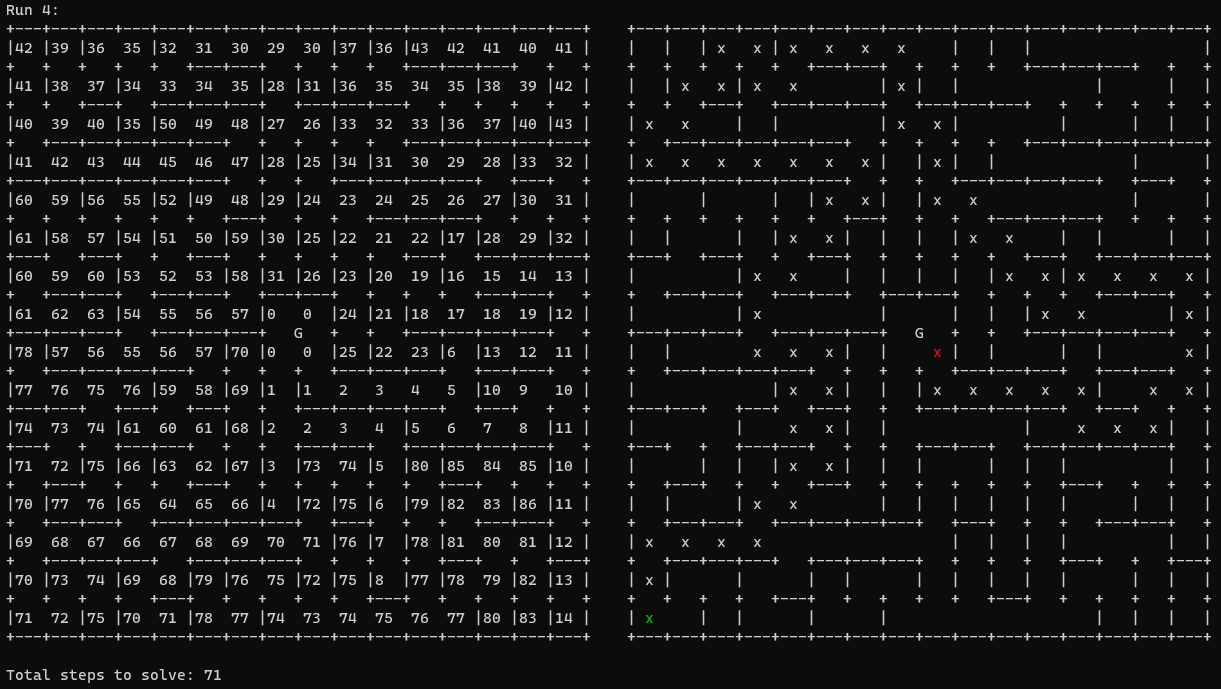 Run 4:
+---+---+---+---+---+---+---+---+---+---+---+---+---+---+---+---+    +---+---+---+---+---+---+---+---+---+---+---+---+---+---+---+---+
|42 |39 |36  35 |32  31  30  29  30 |37 |36 |43  42  41  40  41 |    |   |   | x   x | x   x   x   x     |   |   |                   |
+   +   +   +   +   +---+---+   +   +   +   +---+---+---+   +   +    +   +   +   +   +   +---+---+   +   +   +   +---+---+---+   +   +
|41 |38  37 |34  33  34  35 |28 |31 |36  35  34  35 |38  39 |42 |    |   | x   x | x   x         | x |   |               |       |   |
+   +   +---+   +---+---+---+   +---+---+---+   +   +   +   +   +    +   +   +---+   +---+---+---+   +---+---+---+   +   +   +   +   +
|40  39  40 |35 |50  49  48 |27  26 |33  32  33 |36  37 |40 |43 |    | x   x     |   |           | x   x |           |       |   |   |
+   +---+---+---+---+---+   +   +   +---+---+---+---+---+---+   +    +   +---+---+---+---+---+   +   +   +---+---+---+---+---+---+   +
|41  42  43  44  45  46  47 |28 |25 |34 |31  30  29  28 |33  32 |    | x   x   x   x   x   x   x |   | x |   |               |       |
+---+---+---+---+---+---+   +   +   +---+---+---+---+   +---+   +    +---+---+---+---+---+---+   +   +   +---+---+---+---+   +---+   +
|60  59 |56  55 |52 |49  48 |29 |24  23  24  25  26  27 |30  31 |    |       |       |   | x   x |   | x   x                 |       |
+   +   +   +   +   +   +---+   +   +   +---+---+---+   +   +   +    +   +   +   +   +   +   +---+   +   +   +---+---+---+   +   +   +
|61 |58  57 |54 |51  50 |59 |30 |25 |22  21  22 |17 |28  29 |32 |    |   |       |   | x   x |   |   |   | x   x     |   |       |   |
+---+   +---+---+   +---+   +   +   +   +   +---+   +---+---+---+    +---+   +---+---+   +---+   +   +   +   +   +---+   +---+---+---+
|60  59  60 |53  52  53 |58 |31 |26 |23 |20  19 |16  15  14  13 |    |           | x   x     |   |   |   |   | x   x | x   x   x   x |
+   +---+---+   +---+---+   +---+---+   +   +   +   +---+---+   +    +   +---+---+   +---+---+   +---+---+   +   +   +   +---+---+   +
|61  62  63 |54  55  56  57 |0   0  |24 |21 |18  17  18  19 |12 |    |           | x             |       |   |   | x   x         | x |
+---+---+---+   +---+---+---+   G   +   +   +---+---+---+---+   +    +---+---+---+   +---+---+---+   G   +   +   +---+---+---+---+   +
|78 |57  56  55  56  57 |70 |0   0  |25 |22  23 |6  |13  12  11 |    |   |         x   x   x |   |     x |   |       |   |         x |
+   +---+---+---+---+   +   +   +   +---+---+---+   +---+---+   +    +   +---+---+---+---+   +   +   +   +---+---+---+   +---+---+   +
|77  76  75  76 |59  58 |69 |1  |1   2   3   4   5  |10  9   10 |    |               | x   x |   |   | x   x   x   x   x |     x   x |
+---+---+   +---+   +---+   +   +---+---+---+---+   +---+   +   +    +---+---+   +---+   +---+   +   +---+---+---+---+   +---+   +   +
|74  73  74 |61  60  61 |68 |2   2   3   4  |5   6   7   8  |11 |    |           |     x   x |   |               |     x   x   x |   |
+---+   +   +---+---+   +   +   +---+---+   +---+---+---+---+   +    +---+   +   +---+---+   +   +   +---+---+   +---+---+---+---+   +
|71  72 |75 |66 |63  62 |67 |3  |73  74 |5  |80 |85  84  85 |10 |    |       |   |   | x   x |   |   |       |   |   |           |   |
+   +---+   +---+   +---+   +   +   +   +   +   +---+   +   +   +    +   +---+   +---+   +---+   +   +   +   +   +   +---+   +   +   +
|70 |77  76 |65  64  65  66 |4  |72 |75 |6  |79 |82  83 |86 |11 |    |   |       | x   x         |   |   |   |   |   |       |   |   |
+   +---+---+   +---+---+---+---+   +---+   +   +   +---+---+   +    +   +---+---+   +---+---+---+---+   +---+   +   +   +---+---+   +
|69  68  67  66  67  68  69  70  71 |76 |7  |78 |81  80  81 |12 |    | x   x   x   x                     |   |   |   |           |   |
+   +---+---+---+   +---+---+---+   +   +   +   +---+   +   +   +    +   +---+---+---+   +---+---+---+   +   +   +   +---+   +   +   +
|70 |73  74 |69  68 |79 |76  75 |72 |75 |8  |77 |78  79 |82 |13 |    | x |       |       |   |       |   |   |   |   |       |   |   |
+   +   +   +   +---+   +   +   +   +   +---+   +   +   +   +   +    +   +   +   +   +---+   +   +   +   +   +---+   +   +   +   +   +
|71  72 |75 |70  71 |78  77 |74  73  74  75  76  77 |80 |83 |14 |    | x     |   |       |       |                       |   |   |   |
+---+---+---+---+---+---+---+---+---+---+---+---+---+---+---+---+    +---+---+---+---+---+---+---+---+---+---+---+---+---+---+---+---+
Total steps to solve: 71